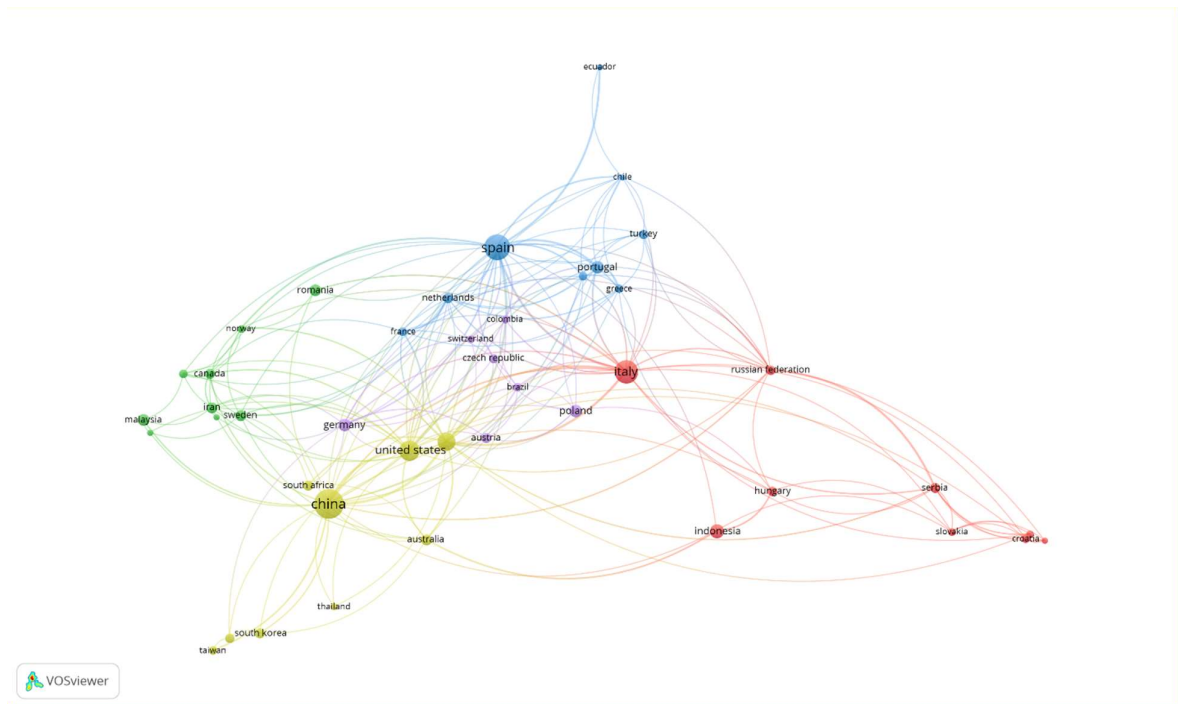 ecuador
chile
turkey
spain
portugal
greece
romania
netherlands
colombia
norway
france
switzerland
czech republic
canada
italy
russian federation
brazil
iran
sweden
malaysia
germany
poland
austria
united states
south africa
china
hungary
serbia
indonesia
slovakia
croatia
australia
thailand
south korea
taiwan
VOSviewer